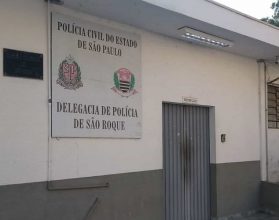 POLÍCIA CIVIL DO ESTADO
DE SÃO PAULO
DELEGACIA DE POLÍCIA
DE SÃO ROQUE